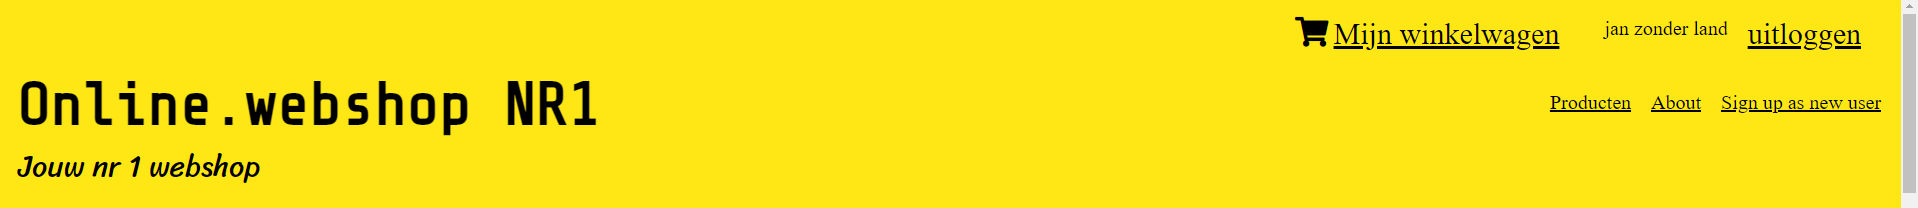 Mijn winkelwagen jan zonder land uitloggen
Online.webshop NR1
Producten About Sign up as new user
Jouw nr 1 webshop